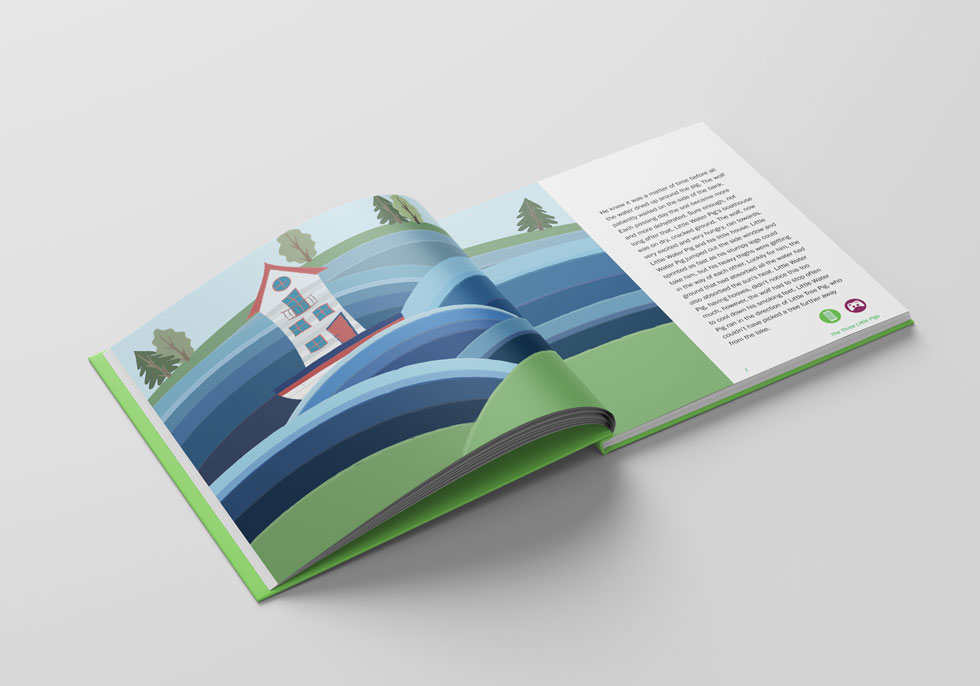 He knew it was a matter of time before all
the water dried up around the pig. The wolf
patiently waited on the side of the bank.
Each passing day the soil became more
and more dehydrated. Sure enough, not
long after that, Little Water Pig's boathouse
was on dry, cracked ground. The wolf, now
very excited and very hungry, ran towards
Little Water Pig and his little house. Little
Water Pig jumped out the side window and
sprinted as fast as his stumpy legs could
take him, but his heavy thighs were getting
in the way of each other. Luckily for him, the
ground that had absorbed all the water had
also absorbed the sun's heat. Little Water
Pig, having hooves, didn't notice this too
much, however, the wolf had to stop often
to cool down his smoking feet. Little Water
Pig ran in the direction of Little Tree Pig, who
couldn't have picked a tree further away
from the lake.
7
The Three Little Pigs